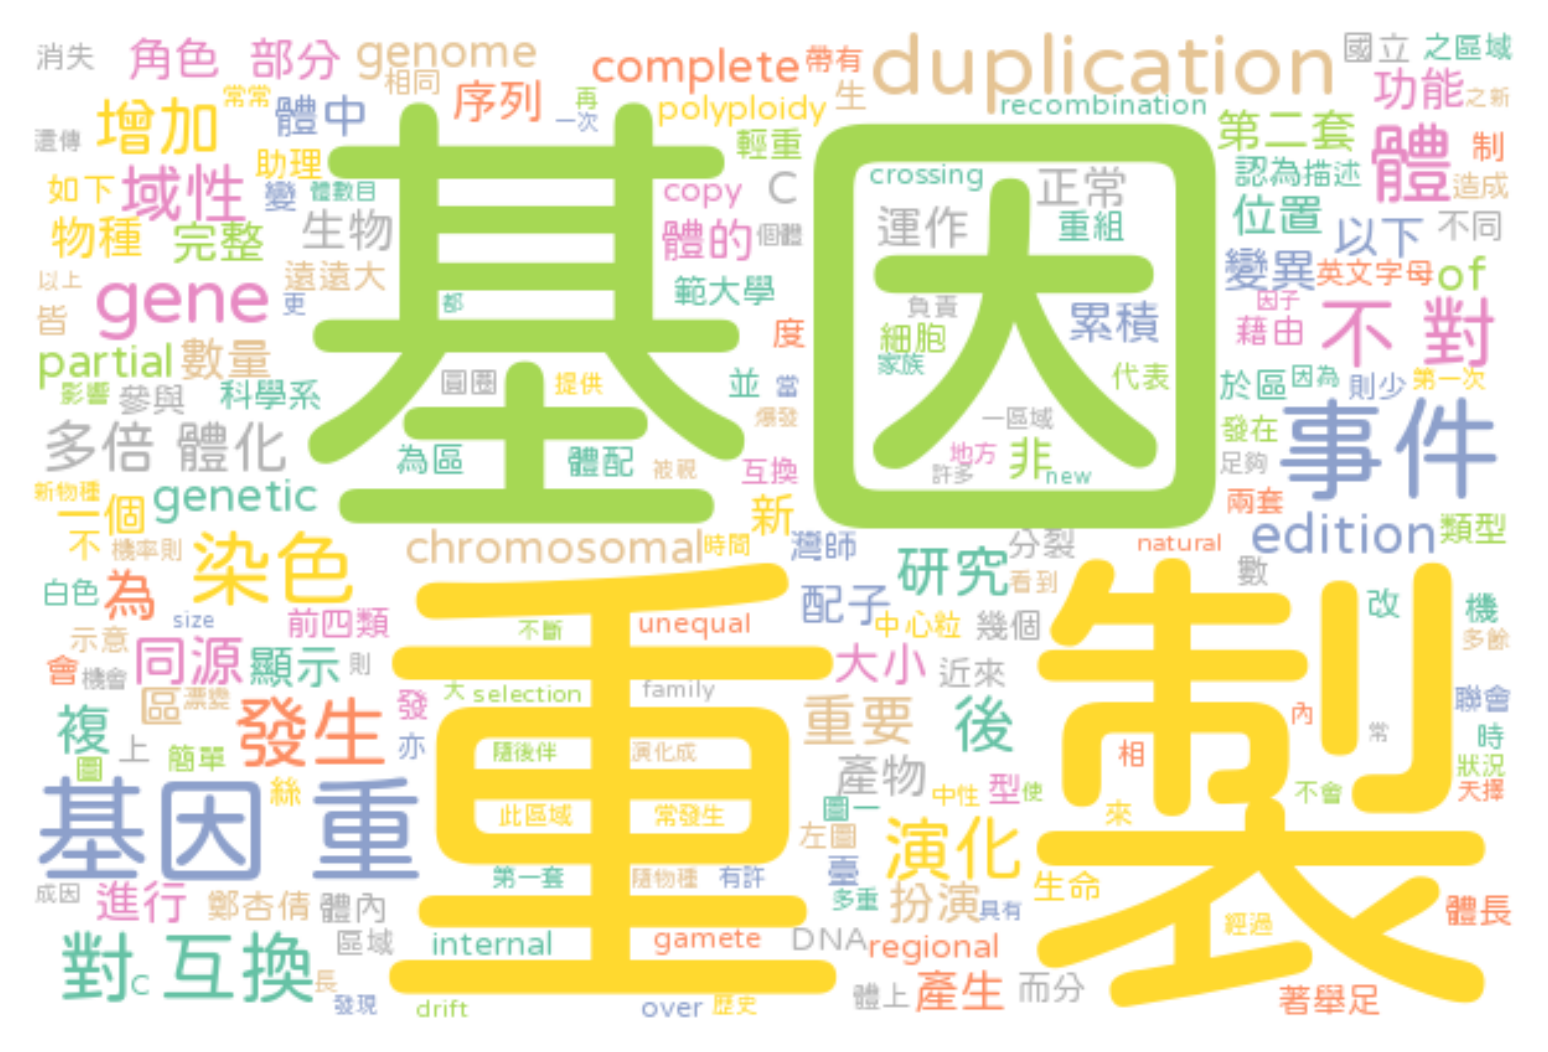 消失 角色 部分 genome complete 帶有 duplication 國立 之區域
相同 序列 再 一次 polyploidy 生 recombination 功能 之新
常常 增加 體中 輕重 第二套 體 制
遺傳 助理 crossing 正常 認為描述 造成
如下 域性 變 體數目 copy C 運作 重組 位置 以下 不同
物種 完整 生物 體的 個體 變異 英文字母 of
以上 遠遠大 範大學 負責 累積 因子
皆 gene 更 都 度 細胞 藉由 不 對
partial 數量 家族 代表
影響 參與 科學系 圓圈 提供 並 當 於區 因為 則少 第一次
基 因 爆發 一區域 發在 事件
多倍 體化 為區 體配 被視 互換 地方 許多 非 new 足夠
新物種 一個 genetic 新 兩套
不 機率則 染色 chromosomal 時間 灣師 研究 分裂 natural edition 類型
白色 為 配子 看到 數 改 機
size 前四類 不斷 unequal 中心粒 幾個 多餘
示意 同源 顯示 則 大小 近來
會 機會 區 漂變 發 大 selection family 聯會
複 上 發生 亦 重要 後 內 常 時
圖 簡單 隨後伴 演化成 產物 相 狀況
基因 重 絲 中性 型 使 不會 天擇
重 製 此區域 常發生 圖一 來
左圖 演化
成因 第一套 隨物種 有許 臺 生命
進行 鄭杏倩 體內 多重 扮演 具有 經過 體長
對 C 互換 區域 internal gamete DNA regional
長 發現 drift over 歷史 體上 產生 而分 著舉足